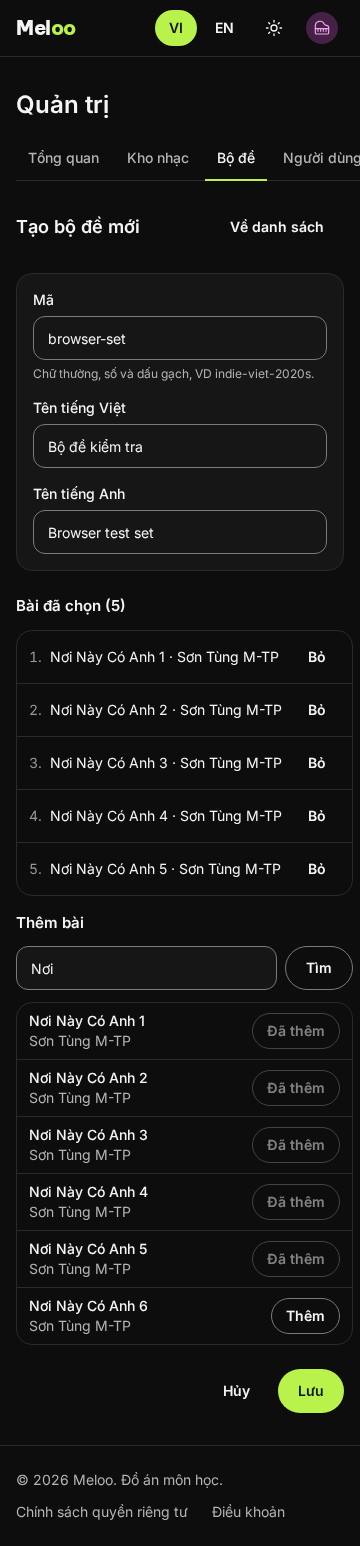 Meloo VI EN
Quản trị
Tổng quan Kho nhạc Bộ đề Người dùng
Tạo bộ đề mới Về danh sách
Mã
browser-set
Chữ thường, số và dấu gạch, VD indie-viet-2020s.
Tên tiếng Việt
Bộ đề kiểm tra
Tên tiếng Anh
Browser test set
Bài đã chọn (5)
1. Nơi Này Có Anh 1 · Sơn Tùng M-TP Bỏ
2. Nơi Này Có Anh 2 · Sơn Tùng M-TP Bỏ
3. Nơi Này Có Anh 3 · Sơn Tùng M-TP Bỏ
4. Nơi Này Có Anh 4 · Sơn Tùng M-TP Bỏ
5. Nơi Này Có Anh 5 · Sơn Tùng M-TP Bỏ
Thêm bài
Nơi Tìm
Nơi Này Có Anh 1
Sơn Tùng M-TP
Đã thêm
Nơi Này Có Anh 2
Sơn Tùng M-TP
Đã thêm
Nơi Này Có Anh 3
Sơn Tùng M-TP
Đã thêm
Nơi Này Có Anh 4
Sơn Tùng M-TP
Đã thêm
Nơi Này Có Anh 5
Sơn Tùng M-TP
Đã thêm
Nơi Này Có Anh 6
Sơn Tùng M-TP
Thêm
Hủy Lưu
© 2026 Meloo. Đồ án môn học.
Chính sách quyền riêng tư Điều khoản